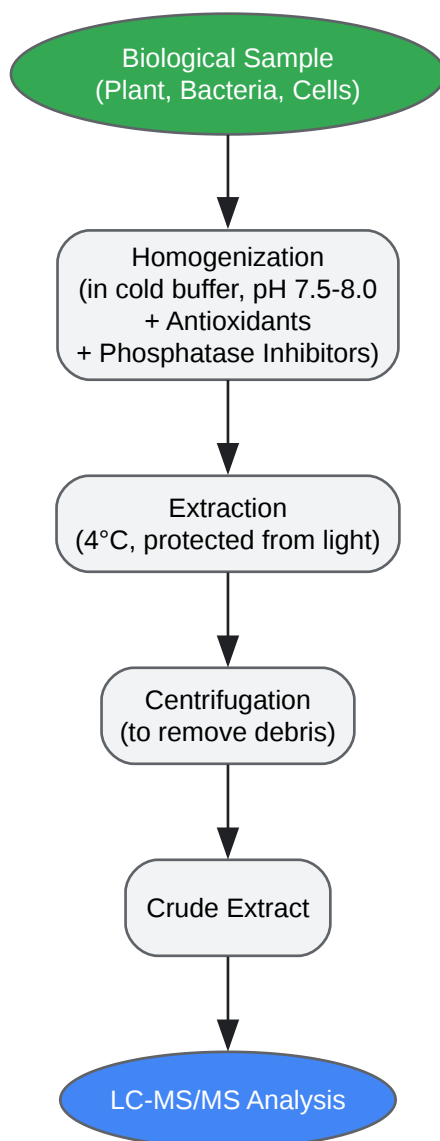 Biological Sample
(Plant, Bacteria, Cells)
Homogenization
(in cold buffer, pH 7.5-8.0
+ Antioxidants
+ Phosphatase Inhibitors)
Extraction
(4°C, protected from light)
Centrifugation
(to remove debris)
Crude Extract
LC-MS/MS Analysis